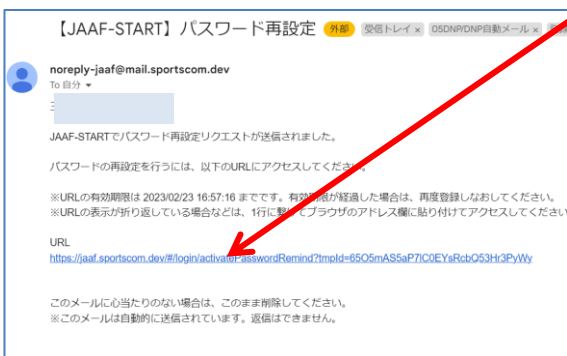 【JAAF-START】パスワード再設定 外部 受信トレイ × 05DNP/DNP自動メール ×
noreply-jaaf@mail.sportscom.dev
To 自分
JAAF-STARTでパスワード再設定リクエストが送信されました。
パスワードの再設定を行うには、以下のURLにアクセスしてください。
※URLの有効期限は 2023/02/23 16:57:16 までです。有効期限が経過した場合は、再度登録しなおしてください。
※URLの表示が折り返している場合などは、1行に繋げてブラウザのアドレス欄に貼り付けてアクセスしてください
URL
https://jaaf.sportscom.dev/#/login/activatePasswordRemind?tmpId=65O5mAS5aP7IC0EYsRcbQ53Hr3PyWy
このメールに心当たりのない場合は、このまま削除してください。
※このメールは自動的に送信されています。返信はできません。